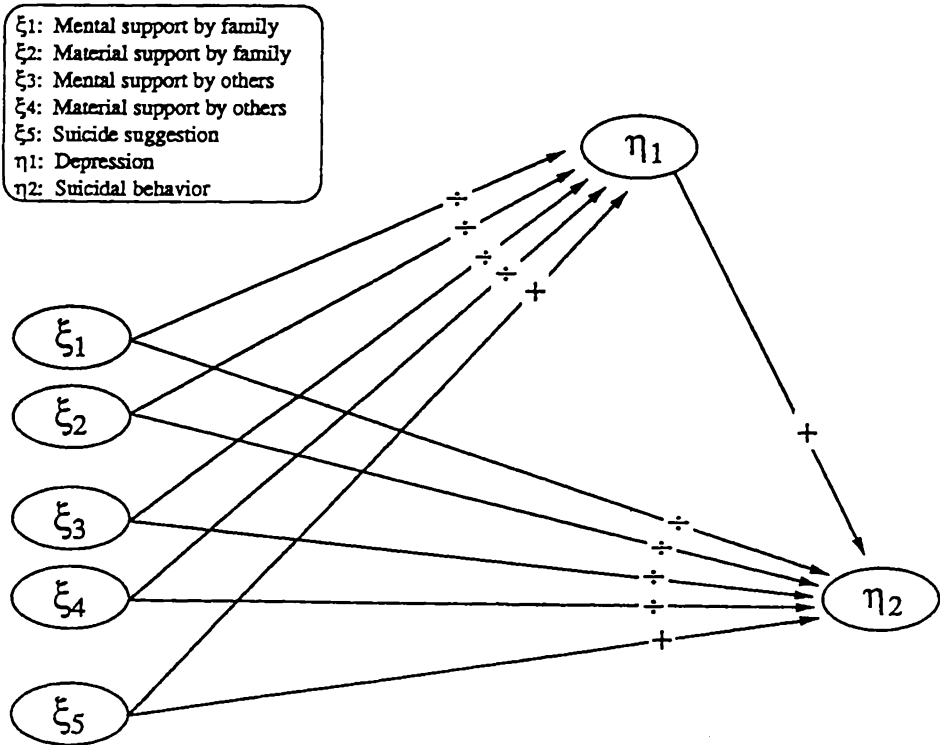 ξ1: Mental support by family
ξ2: Material support by family
ξ3: Mental support by others
ξ4: Material support by others
ξ5: Suicide suggestion
η1: Depression
η2: Suicidal behavior
η1
÷
÷
÷
÷
+
ξ1
ξ2
+
ξ3
÷
÷
÷
ξ4
÷
η2
+
ξ5